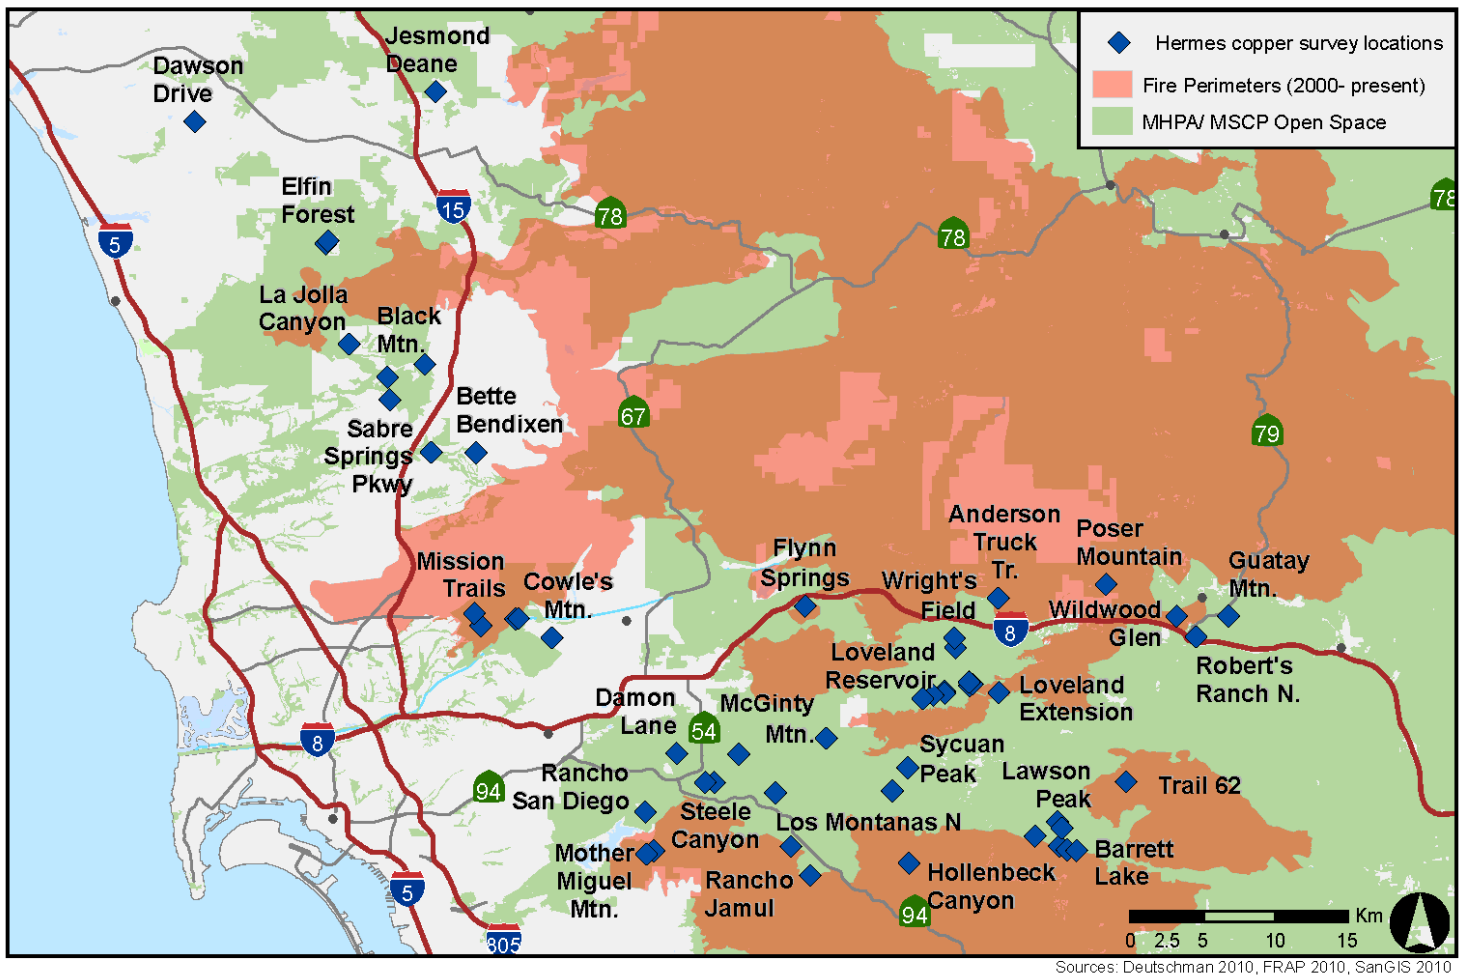 Hermes copper survey locations
Fire Perimeters (2000- present)
MHPA/ MSCP Open Space
Jesmond
Deane
Dawson
Drive
Elfin
Forest
15
78
78
78
5
La Jolla
Canyon
Black
Mtn.
Bette
Bendixen
67
79
Sabre
Springs
Pkwy
Anderson
Truck
Tr.
Poser
Mountain
Flynn
Springs
Guatay
Mtn.
Mission
Trails
Cowle's
Mtn.
Wright's
Field
Wildwood
Glen
8
Loveland
Reservoir
Robert's
Ranch N.
Loveland
Extension
Damon
Lane
McGinty
Mtn.
54
8
Sycuan
Peak
Lawson
Peak
Trail 62
Rancho
San Diego
94
Steele
Canyon
Los Montanas N
Mother
Miguel
Mtn.
Barrett
Lake
Rancho
Jamul
Hollenbeck
Canyon
5
94
805
Km
0 2.5 5 10 15
Sources: Deutschman 2010, FRAP 2010, SanGIS 2010